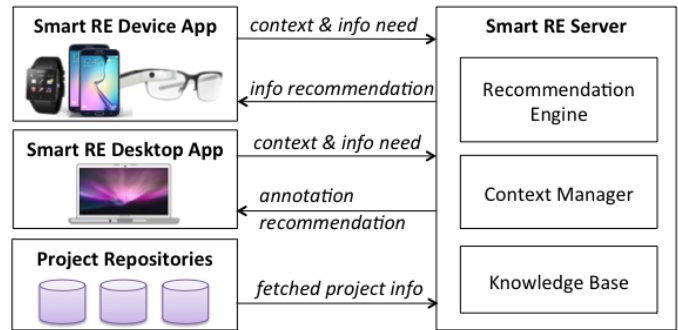 Smart RE Device App
context & info need
info recommendation
Smart RE Desktop App
context & info need
annotation
recommendation
Project Repositories
fetched project info
Smart RE Server
Recommendation
Engine
Context Manager
Knowledge Base